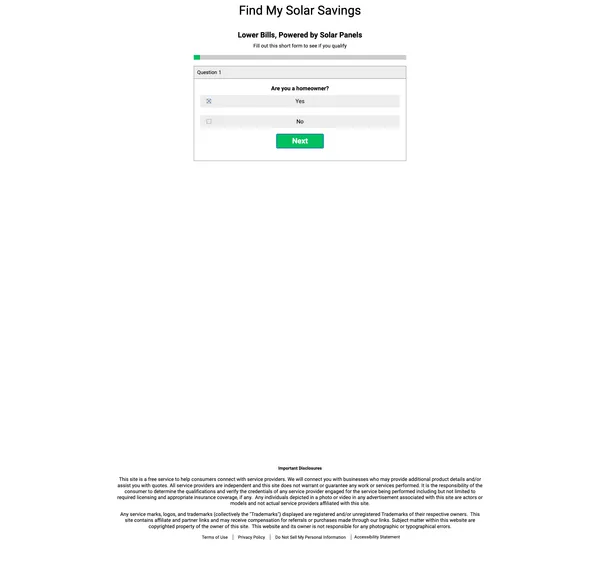 Find My Solar Savings
Lower Bills, Powered by Solar Panels
Fill out this short form to see if you qualify
Question 1
Are you a homeowner?
Yes
No
Next
Important Disclosures
This site is a free service to help consumers connect with service providers. We will connect you with businesses who may provide additional product details and/or
assist you with quotes. All service providers are independent and this site does not warrant or guarantee any work or services performed. It is the responsibility of the
consumer to determine the qualifications and verify the credentials of any service provider engaged for the service being performed including but not limited to
required licensing and appropriate insurance coverage, if any. Any individuals depicted in a photo or video in any advertisement associated with this site are actors or
models and not actual service providers affiliated with this site.
Any service marks, logos, and trademarks (collectively the "Trademarks") displayed are registered and/or unregistered Trademarks of their respective owners. This
site contains affiliate and partner links and may receive compensation for referrals or purchases made through our links. Subject matter within this website are
copyrighted property of the owner of this site. This website and its owner is not responsible for any photographic or typographical errors.
Terms of Use | Privacy Policy | Do Not Sell My Personal Information | Accessibility Statement